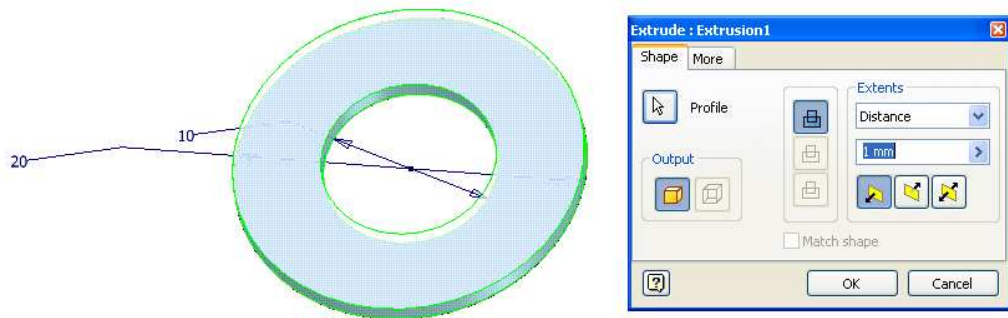 10
20
Extrude : Extrusion1
Shape More
Profile
Extents
Distance
1 mm
Output
Match shape
OK Cancel